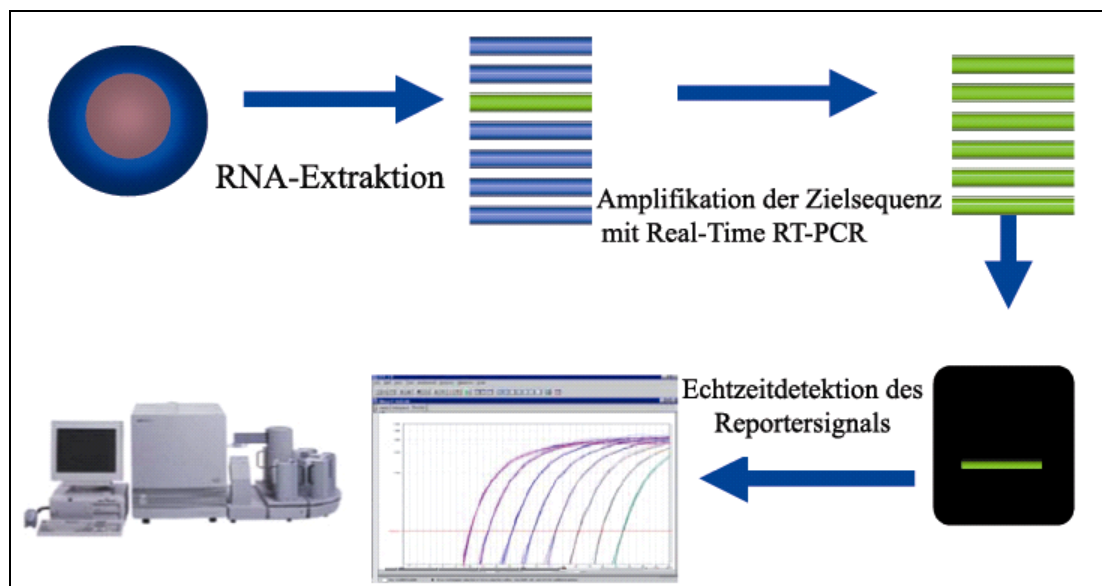 RNA-Extraktion
Amplifikation der Zielsequenz
mit Real-Time RT-PCR
Echtzeitdetektion des
Reportersignals